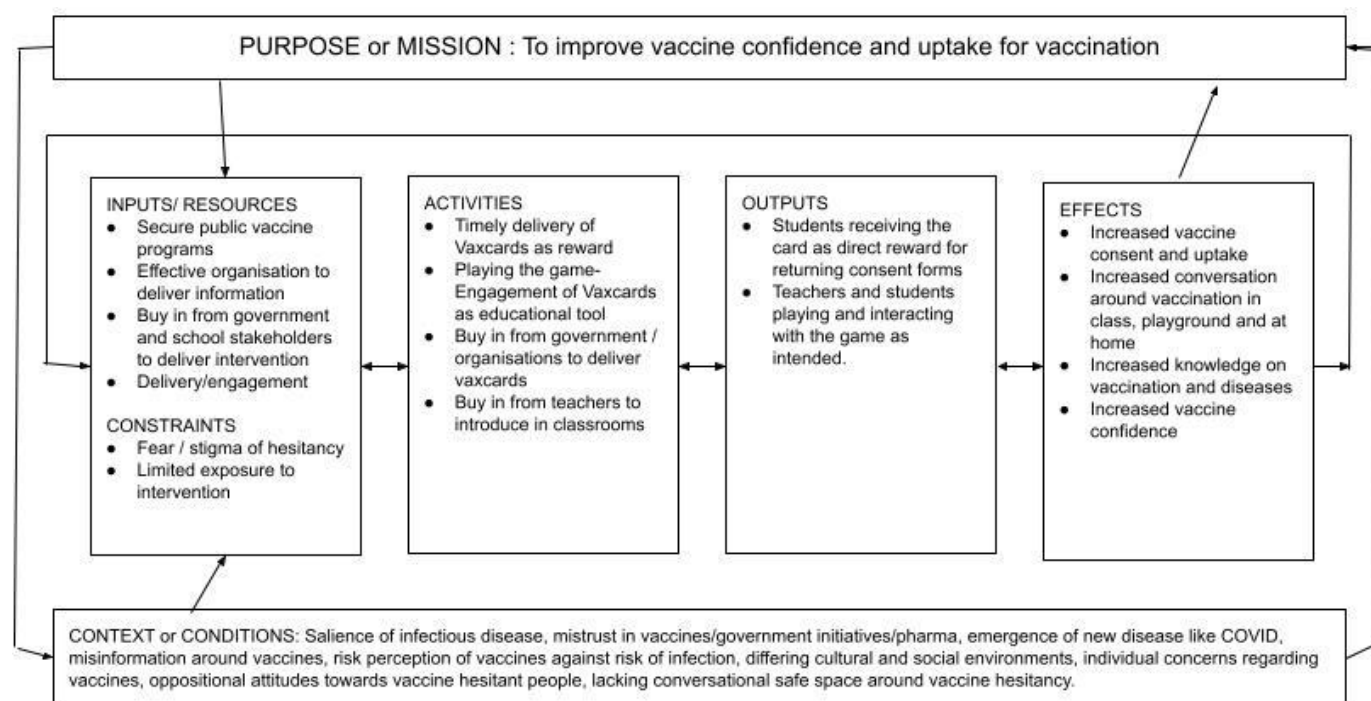 PURPOSE or MISSION : To improve vaccine confidence and uptake for vaccination
INPUTS/ RESOURCES
● Secure public vaccine
programs
● Effective organisation to
deliver information
● Buy in from government
and school stakeholders
to deliver intervention
● Delivery/engagement
CONSTRAINTS
● Fear / stigma of hesitancy
● Limited exposure to
intervention
ACTIVITIES
● Timely delivery of
Vaxcards as reward
● Playing the game-
Engagement of Vaxcards
as educational tool
● Buy in from government /
organisations to deliver
vaxcards
● Buy in from teachers to
introduce in classrooms
OUTPUTS
● Students receiving the
card as direct reward for
returning consent forms
● Teachers and students
playing and interacting
with the game as
intended.
EFFECTS
● Increased vaccine
consent and uptake
● Increased conversation
around vaccination in
class, playground and at
home
● Increased knowledge on
vaccination and diseases
● Increased vaccine
confidence
CONTEXT or CONDITIONS: Salience of infectious disease, mistrust in vaccines/government initiatives/pharma, emergence of new disease like COVID,
misinformation around vaccines, risk perception of vaccines against risk of infection, differing cultural and social environments, individual concerns regarding
vaccines, oppositional attitudes towards vaccine hesitant people, lacking conversational safe space around vaccine hesitancy.